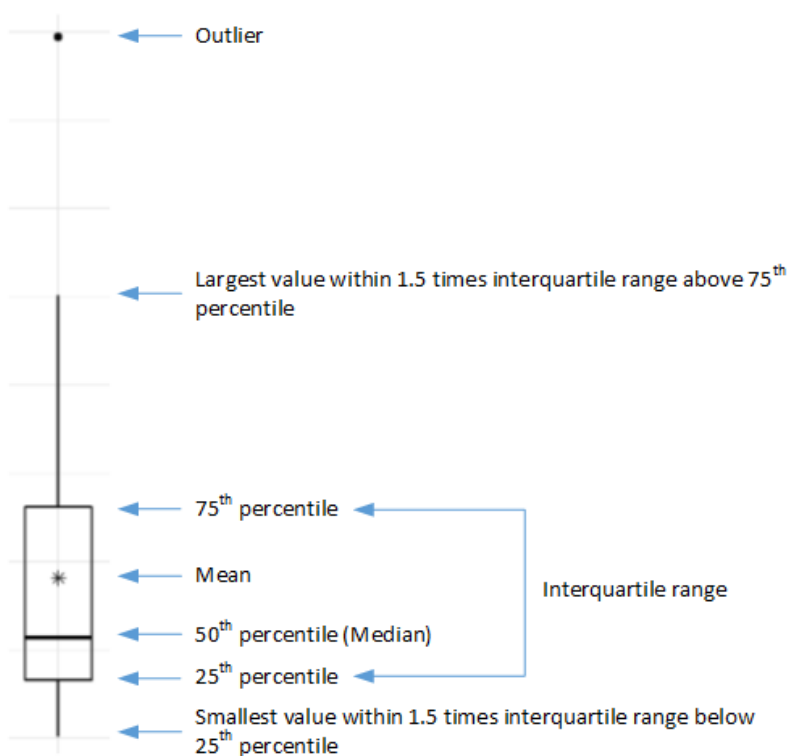 Outlier
Largest value within 1.5 times interquartile range above 75th
percentile
75th percentile
Mean
Interquartile range
50th percentile (Median)
25th percentile
Smallest value within 1.5 times interquartile range below
25th percentile